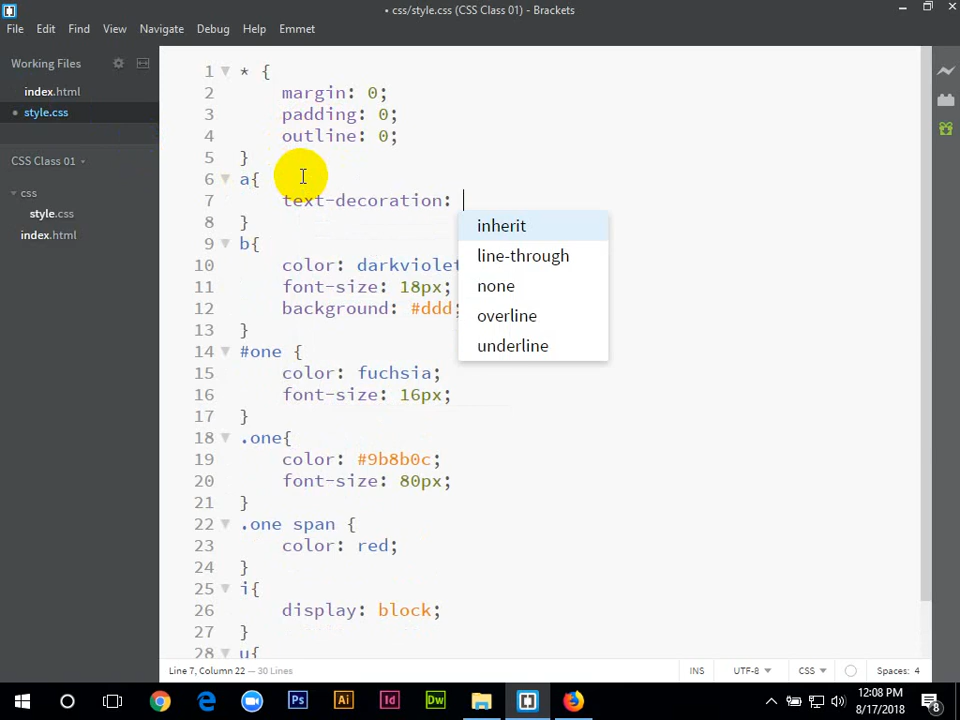 • css/style.css (CSS Class 01) - Brackets
File Edit Find View Navigate Debug Help Emmet
Working Files
index.html
• style.css
CSS Class 01
css
style.css
index.html
1 * {
2 margin: 0;
3 padding: 0;
4 outline: 0;
5 }
6 a{
7 text-decoration:
8 }
9 b{
10 color: darkviolet
11 font-size: 18px;
12 background: #ddd;
13 }
14 #one {
15 color: fuchsia;
16 font-size: 16px;
17 }
18 .one{
19 color: #9b8b0c;
20 font-size: 80px;
21 }
22 .one span {
23 color: red;
24 }
25 i{
26 display: block;
27 }
28 u{
inherit
line-through
none
overline
underline
Line 7, Column 22 — 30 Lines
INS UTF-8 CSS Spaces: 4
Ps Ai Id Dw
12:08 PM
8/17/2018
8